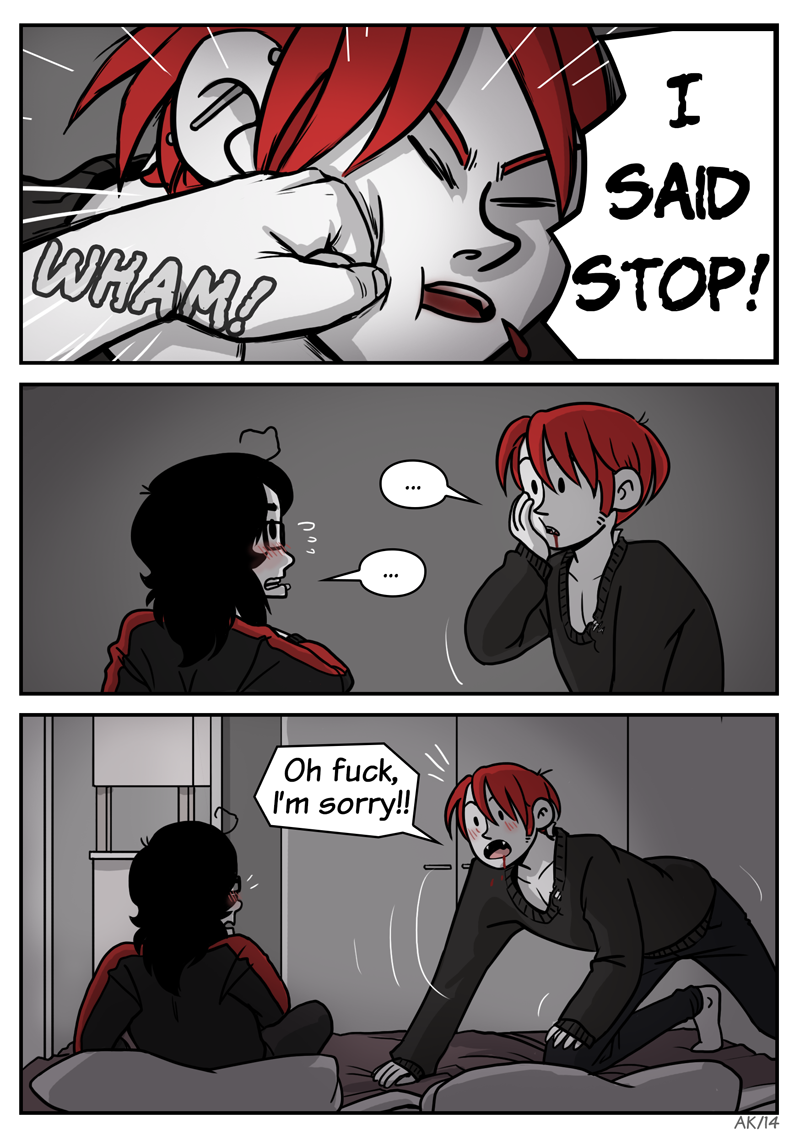 I
SAID
STOP!
WHAM!
...
...
Oh fuck,
I'm sorry!!
AK/14